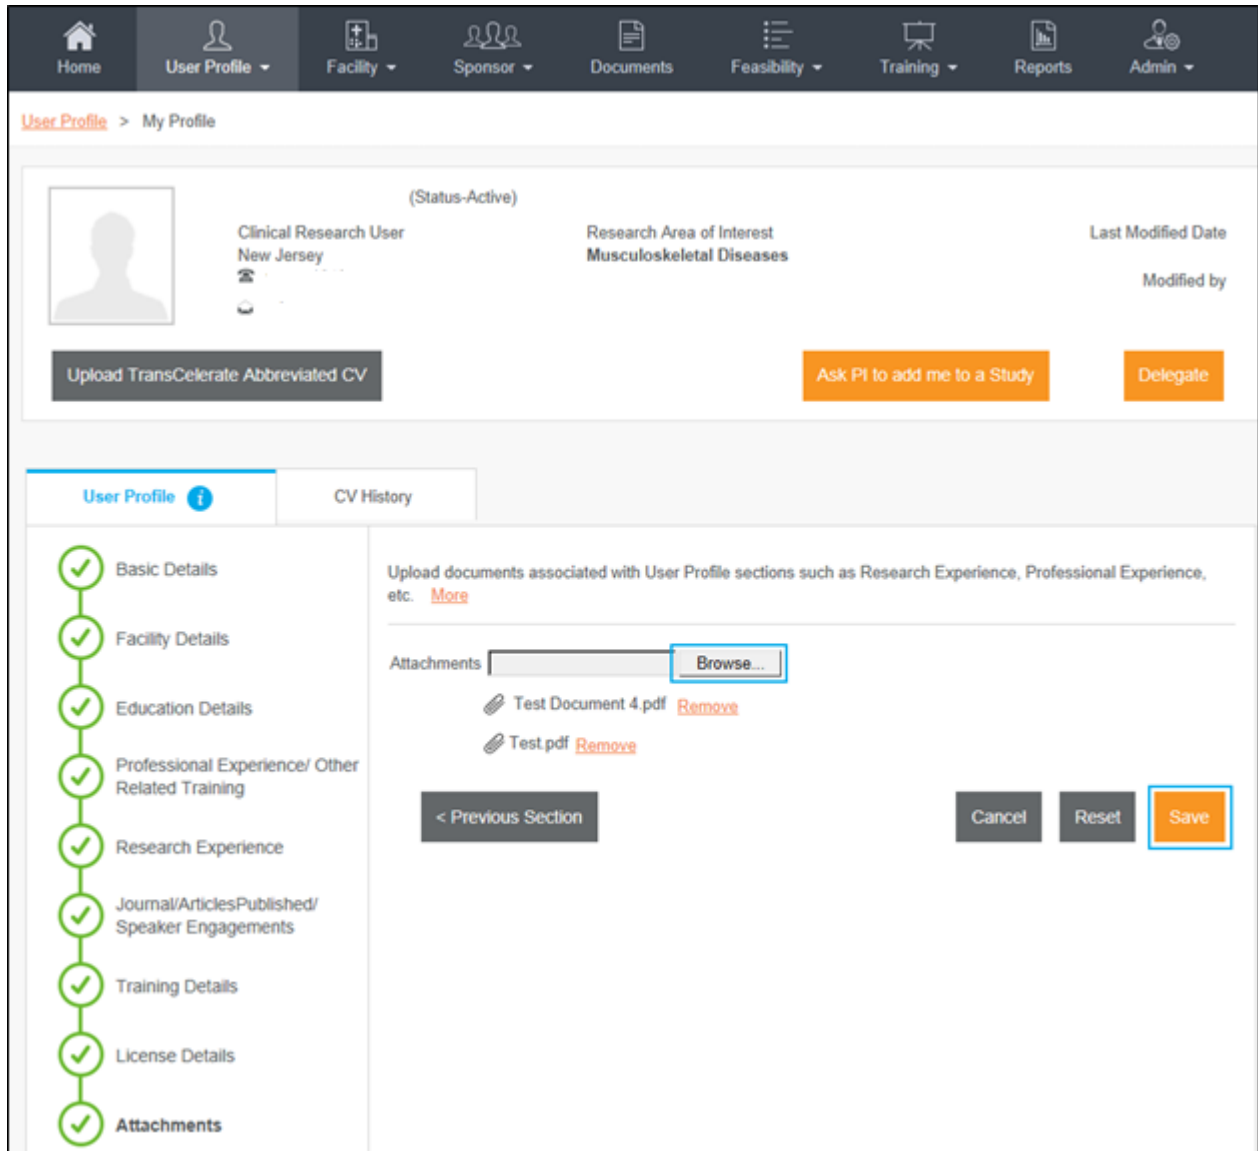 Home User Profile Facility Sponsor Documents Feasibility Training Reports Admin
User Profile > My Profile
(Status-Active)
Clinical Research User Research Area of Interest Last Modified Date
New Jersey Musculoskeletal Diseases
Modified by
Upload TransCelerate Abbreviated CV Ask PI to add me to a Study Delegate
User Profile i CV History
Basic Details
Facility Details
Education Details
Professional Experience/ Other
Related Training
Research Experience
Journal/ArticlesPublished/
Speaker Engagements
Training Details
License Details
Attachments
Upload documents associated with User Profile sections such as Research Experience, Professional Experience,
etc. More
Attachments Browse...
Test Document 4.pdf Remove
Test.pdf Remove
< Previous Section Cancel Reset Save